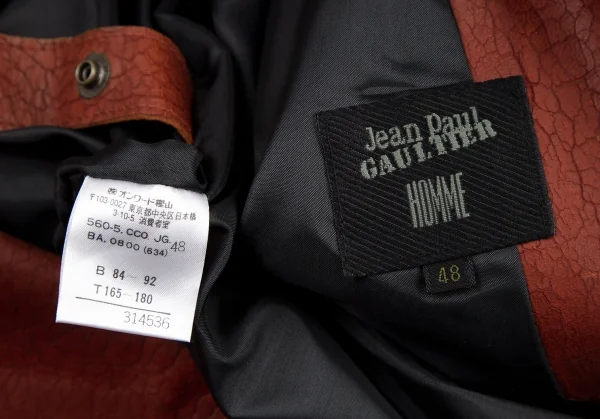 ㈱オンワード樫山
〒103-0027 東京都中央区日本橋
3-10-5 消費者室
560-5. CCO. JG.
BA. 0800 (634) 48
B 84－92
T 165－180
314536
Jean Paul
GAULTIER
HOMME
48